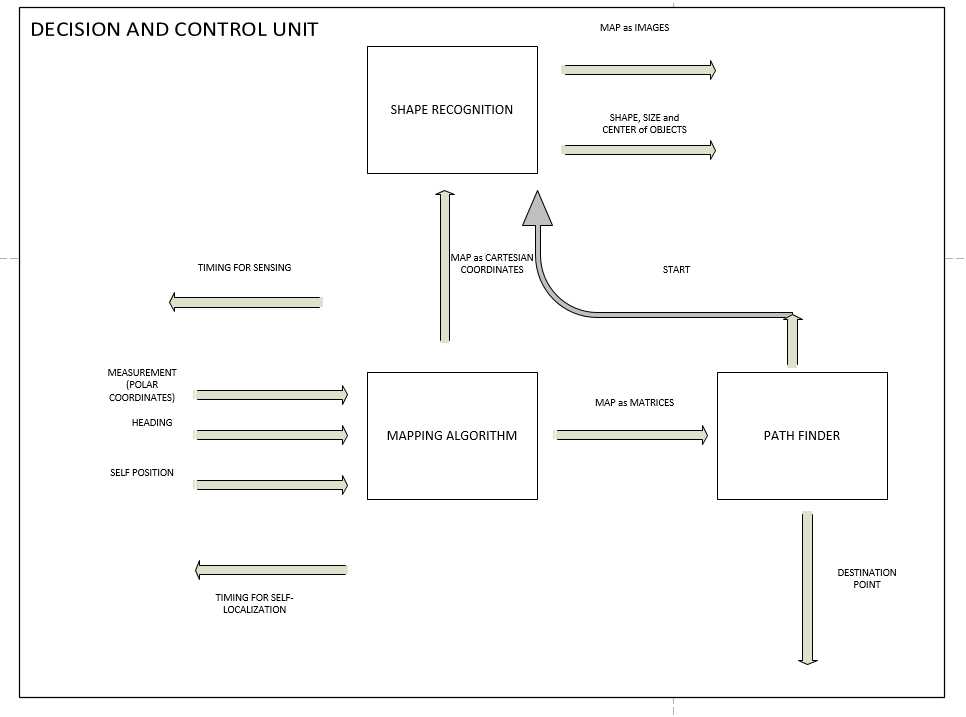 DECISION AND CONTROL UNIT
MAP as IMAGES
SHAPE RECOGNITION
SHAPE, SIZE and
CENTER of OBJECTS
MAP as CARTESIAN
COORDINATES
START
TIMING FOR SENSING
MEASUREMENT
(POLAR
COORDINATES)
HEADING
SELF POSITION
MAPPING ALGORITHM
MAP as MATRICES
PATH FINDER
TIMING FOR SELF-
LOCALIZATION
DESTINATION
POINT